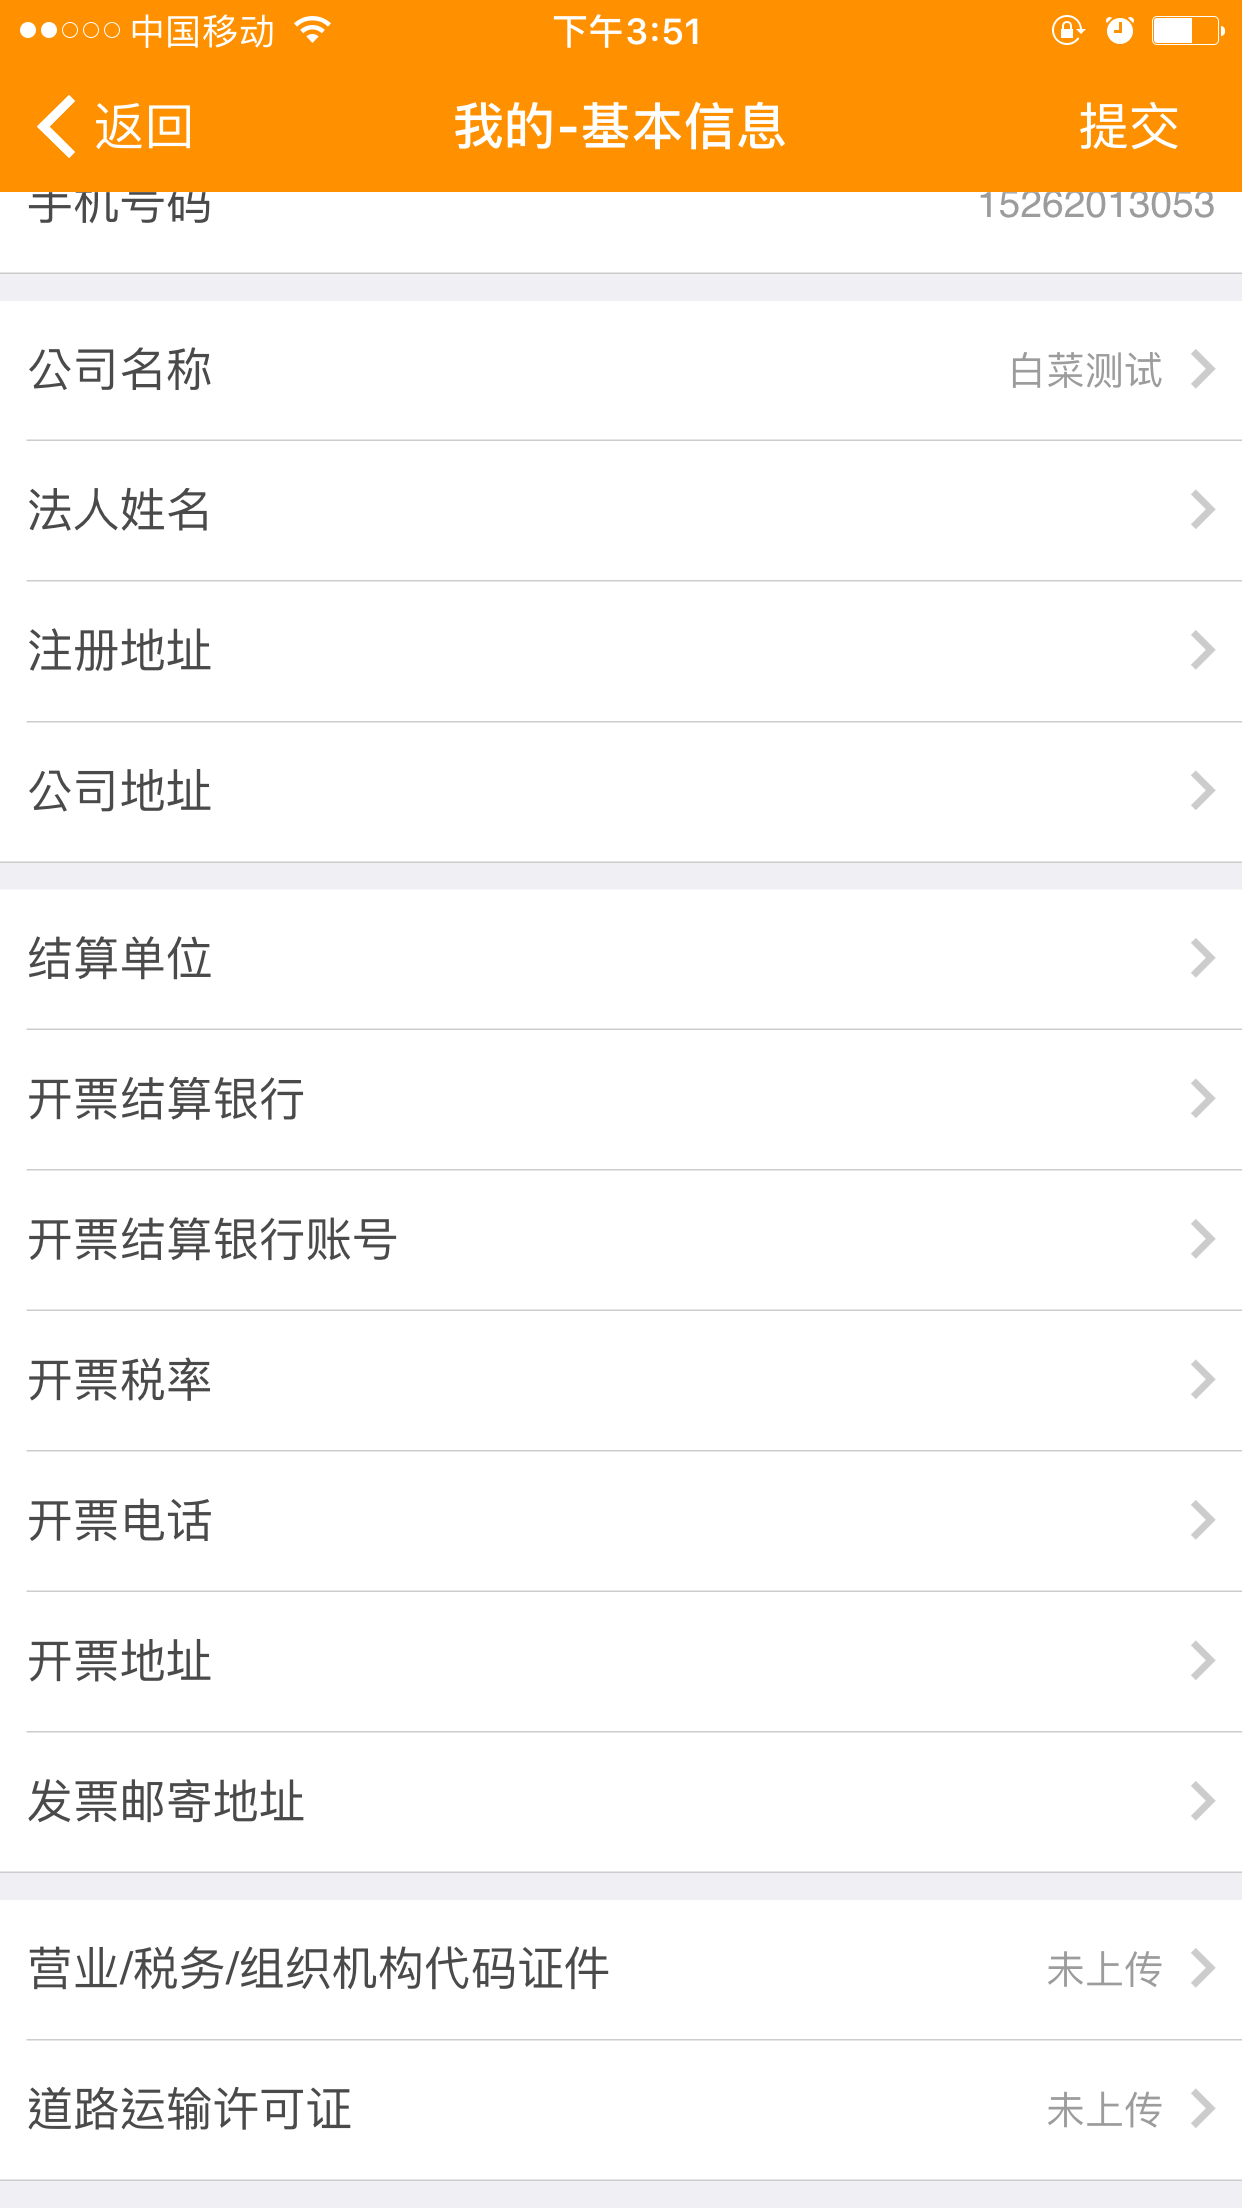 中国移动 下午3:51
返回 我的-基本信息 提交
手机号码 15262013053
公司名称 白菜测试
法人姓名
注册地址
公司地址
结算单位
开票结算银行
开票结算银行账号
开票税率
开票电话
开票地址
发票邮寄地址
营业/税务/组织机构代码证件 未上传
道路运输许可证 未上传